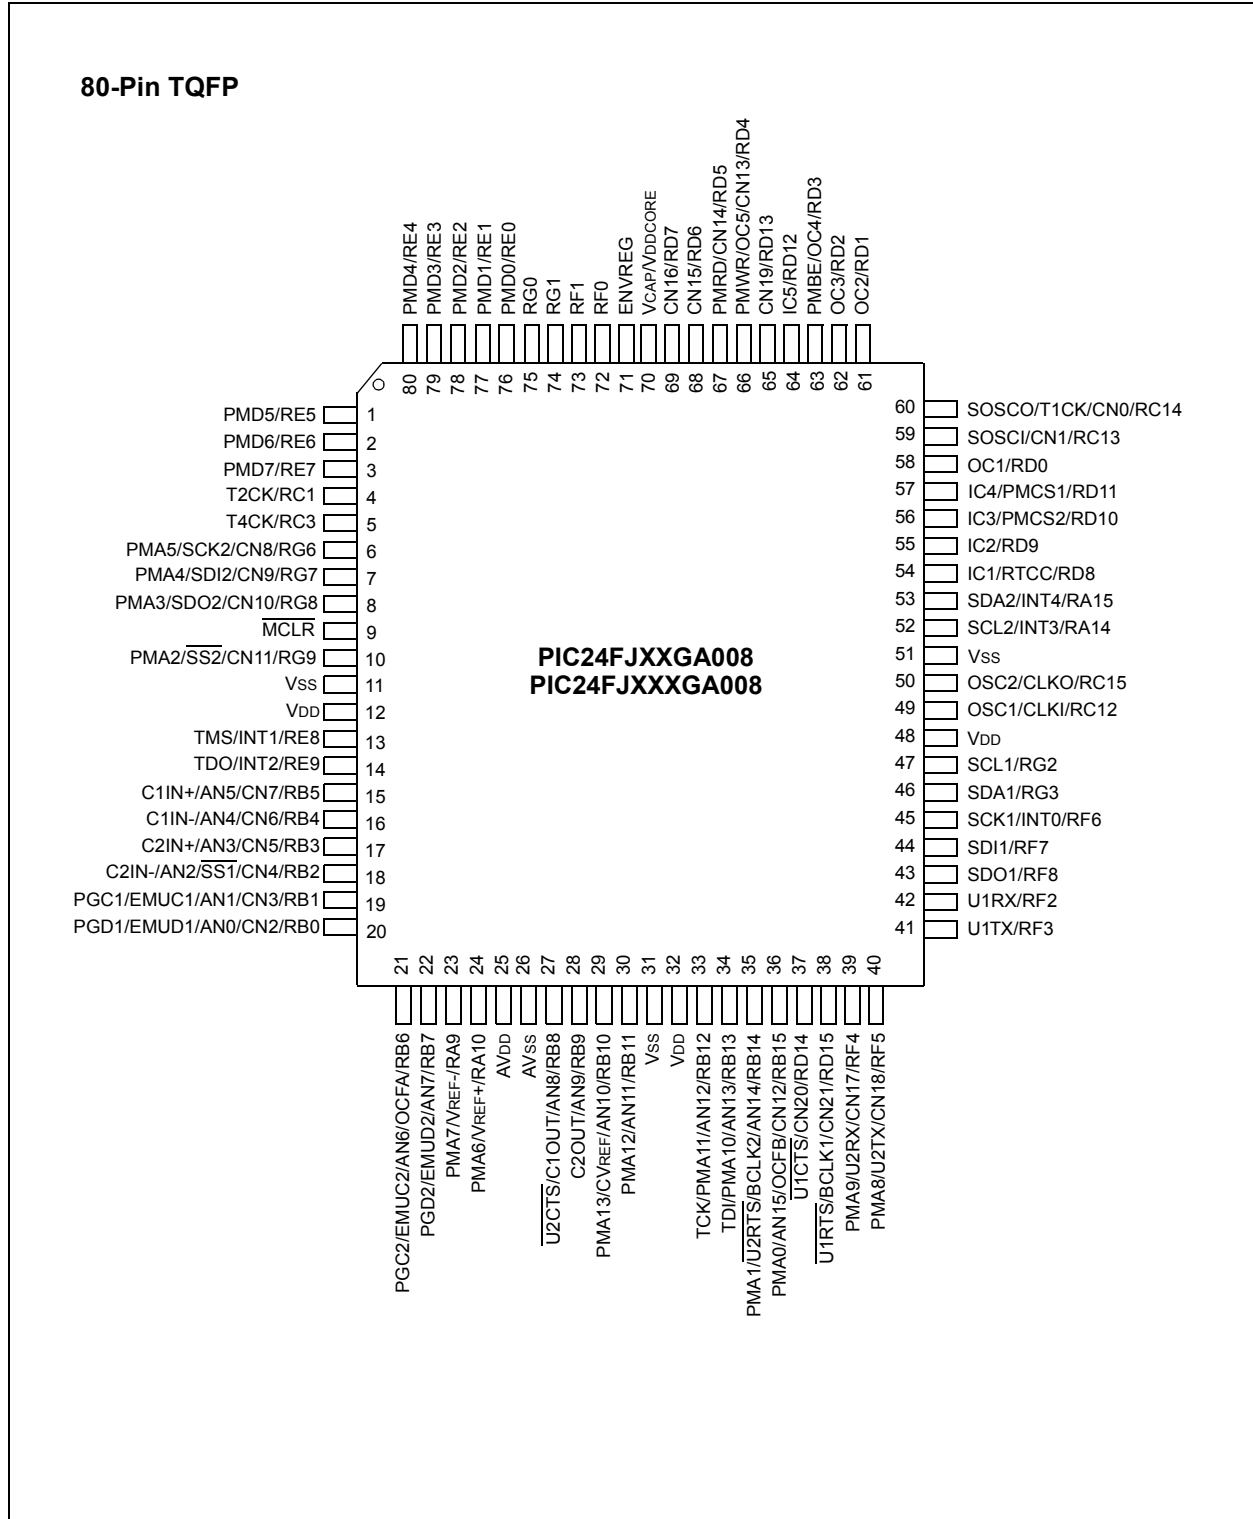 80-Pin TQFP
PMD4/RE4
PMD3/RE3
PMD2/RE2
PMD1/RE1
PMD0/RE0
RG0
RG1
RF1
RF0
ENVREG
VCAP/VDDCORE
CN16/RD7
CN15/RD6
PMRD/CN14/RD5
PMWR/OC5/CN13/RD4
CN19/RD13
IC5/RD12
PMBE/OC4/RD3
OC3/RD2
OC2/RD1
80 79 78 77 76 75 74 73 72 71 70 69 68 67 66 65 64 63 62 61
PMD5/RE5 1
PMD6/RE6 2
PMD7/RE7 3
T2CK/RC1 4
T4CK/RC3 5
PMA5/SCK2/CN8/RG6 6
PMA4/SDI2/CN9/RG7 7
PMA3/SDO2/CN10/RG8 8
MCLR 9
PMA2/SS2/CN11/RG9 10
VSS 11
VDD 12
TMS/INT1/RE8 13
TDO/INT2/RE9 14
C1IN+/AN5/CN7/RB5 15
C1IN-/AN4/CN6/RB4 16
C2IN+/AN3/CN5/RB3 17
C2IN-/AN2/SS1/CN4/RB2 18
PGC1/EMUC1/AN1/CN3/RB1 19
PGD1/EMUD1/AN0/CN2/RB0 20
PIC24FJXXGA008
PIC24FJXXXGA008
60 SOSCO/T1CK/CN0/RC14
59 SOSCI/CN1/RC13
58 OC1/RD0
57 IC4/PMCS1/RD11
56 IC3/PMCS2/RD10
55 IC2/RD9
54 IC1/RTCC/RD8
53 SDA2/INT4/RA15
52 SCL2/INT3/RA14
51 VSS
50 OSC2/CLKO/RC15
49 OSC1/CLKI/RC12
48 VDD
47 SCL1/RG2
46 SDA1/RG3
45 SCK1/INT0/RF6
44 SDI1/RF7
43 SDO1/RF8
42 U1RX/RF2
41 U1TX/RF3
21 22 23 24 25 26 27 28 29 30 31 32 33 34 35 36 37 38 39 40
PGC2/EMUC2/AN6/OCFA/RB6
PGD2/EMUD2/AN7/RB7
PMA7/VREF-/RA9
PMA6/VREF+/RA10
AVDD
AVSS
U2CTS/C1OUT/AN8/RB8
C2OUT/AN9/RB9
PMA13/CVREF/AN10/RB10
PMA12/AN11/RB11
VSS
VDD
TCK/PMA11/AN12/RB12
TDI/PMA10/AN13/RB13
PMA1/U2RTS/BCLK2/AN14/RB14
PMA0/AN15/OCFB/CN12/RB15
U1CTS/CN20/RD14
U1RTS/BCLK1/CN21/RD15
PMA9/U2RX/CN17/RF4
PMA8/U2TX/CN18/RF5